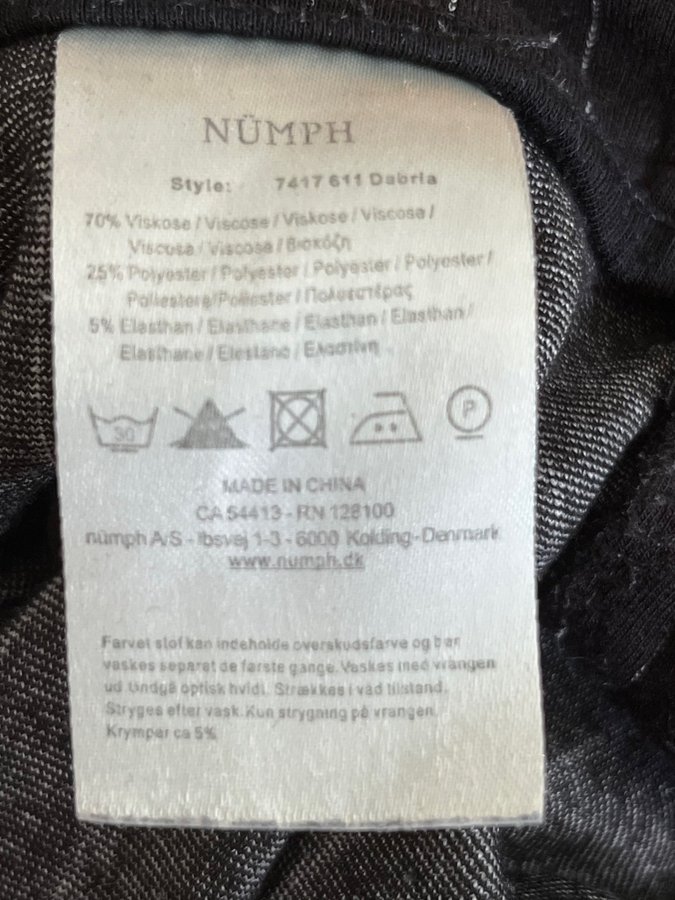 NÜMPH
Style: 7417 611 Dabria
70% Viskose / Viscose / Viskose / Viscosa /
Viscosa / Viscosa / Βισκόζη
25% Polyester / Polyester / Polyester / Polyester /
Poliestere/Poliester / Πολυεστέρας
5% Elasthan / Elasthane / Elasthan / Elasthan /
Elasthane / Elastano / Ελαστίνη
30
P
MADE IN CHINA
CA 54413 - RN 128100
nümph A/S - Ibsvej 1-3 - 6000 Kolding - Denmark
www.numph.dk
Farvet stof kan indeholde overskudsfarve og bør
vaskes separat de første gange. Vaskes med vrangen
ud. Undgå optisk hvidt. Strækkes i våd tilstand.
Stryges efter vask. Kun strygning på vrangen.
Krymper ca 5%